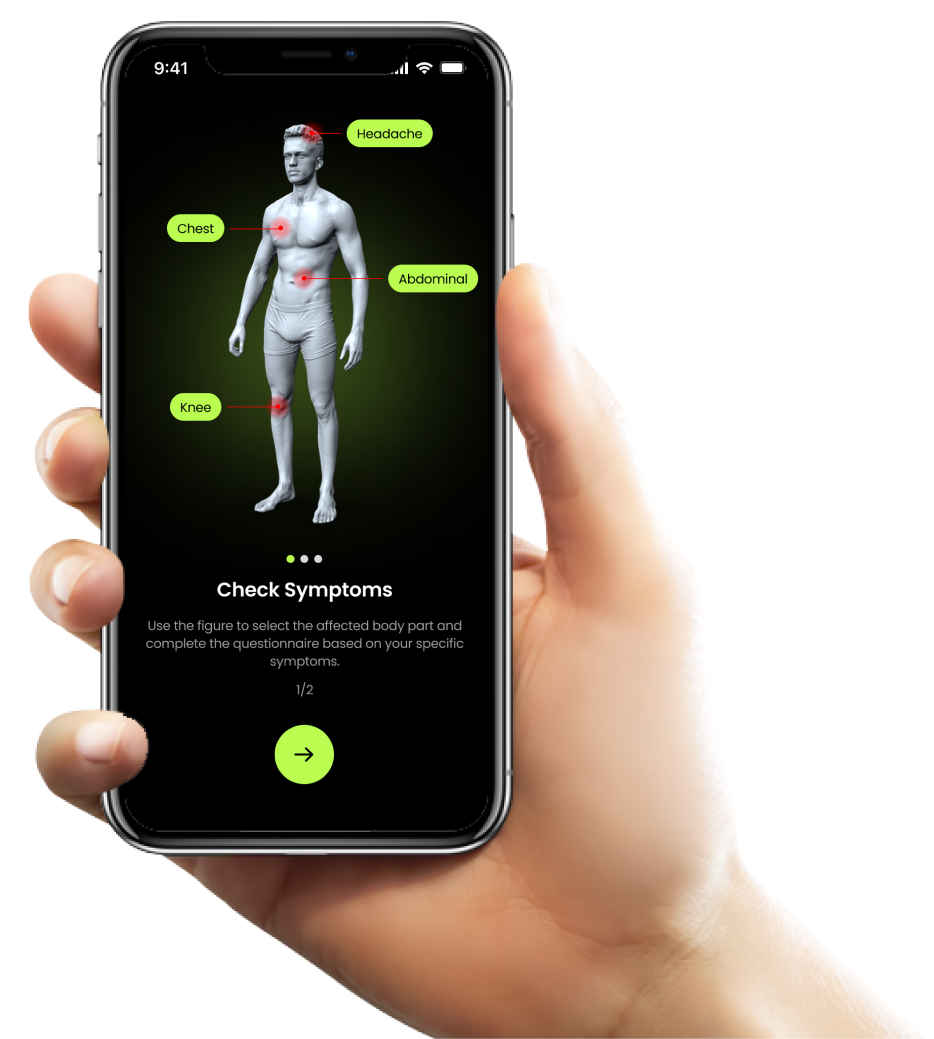 9:41
Headache
Chest
Abdominal
Knee
Check Symptoms
Use the figure to select the affected body part and
complete the questionnaire based on your specific
symptoms.
1/2